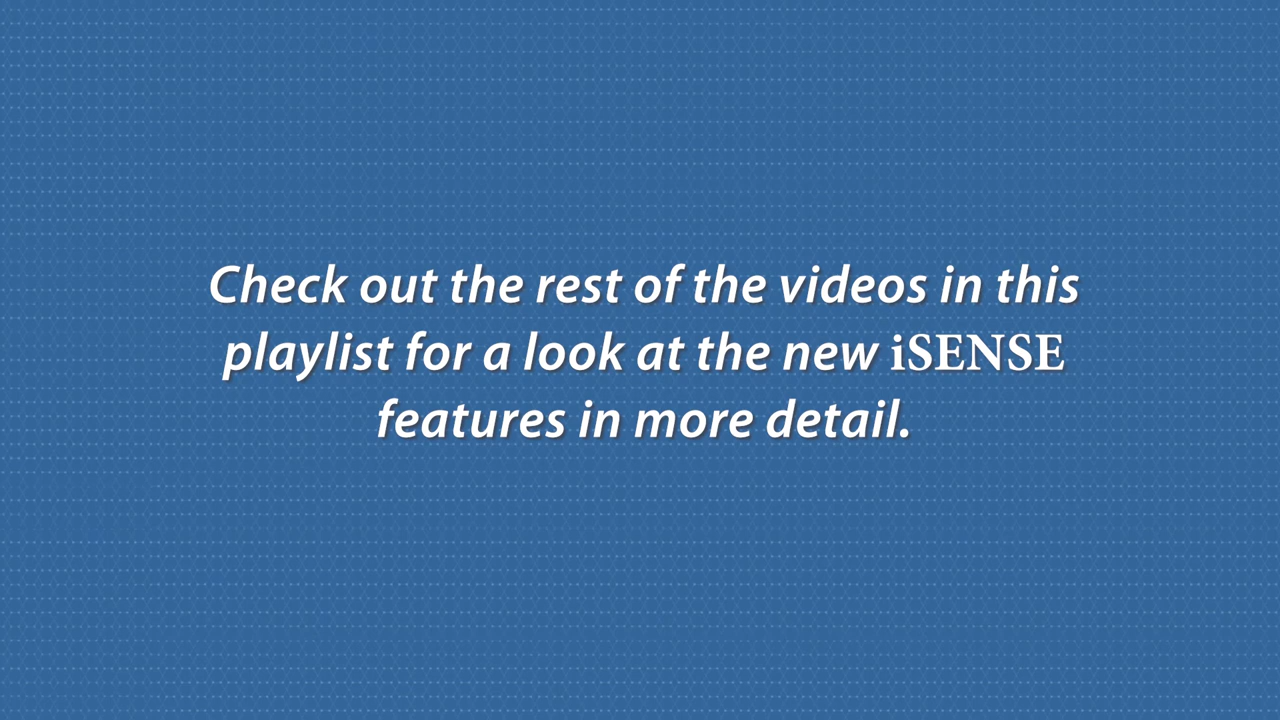 Check out the rest of the videos in this
playlist for a look at the new iSENSE
features in more detail.